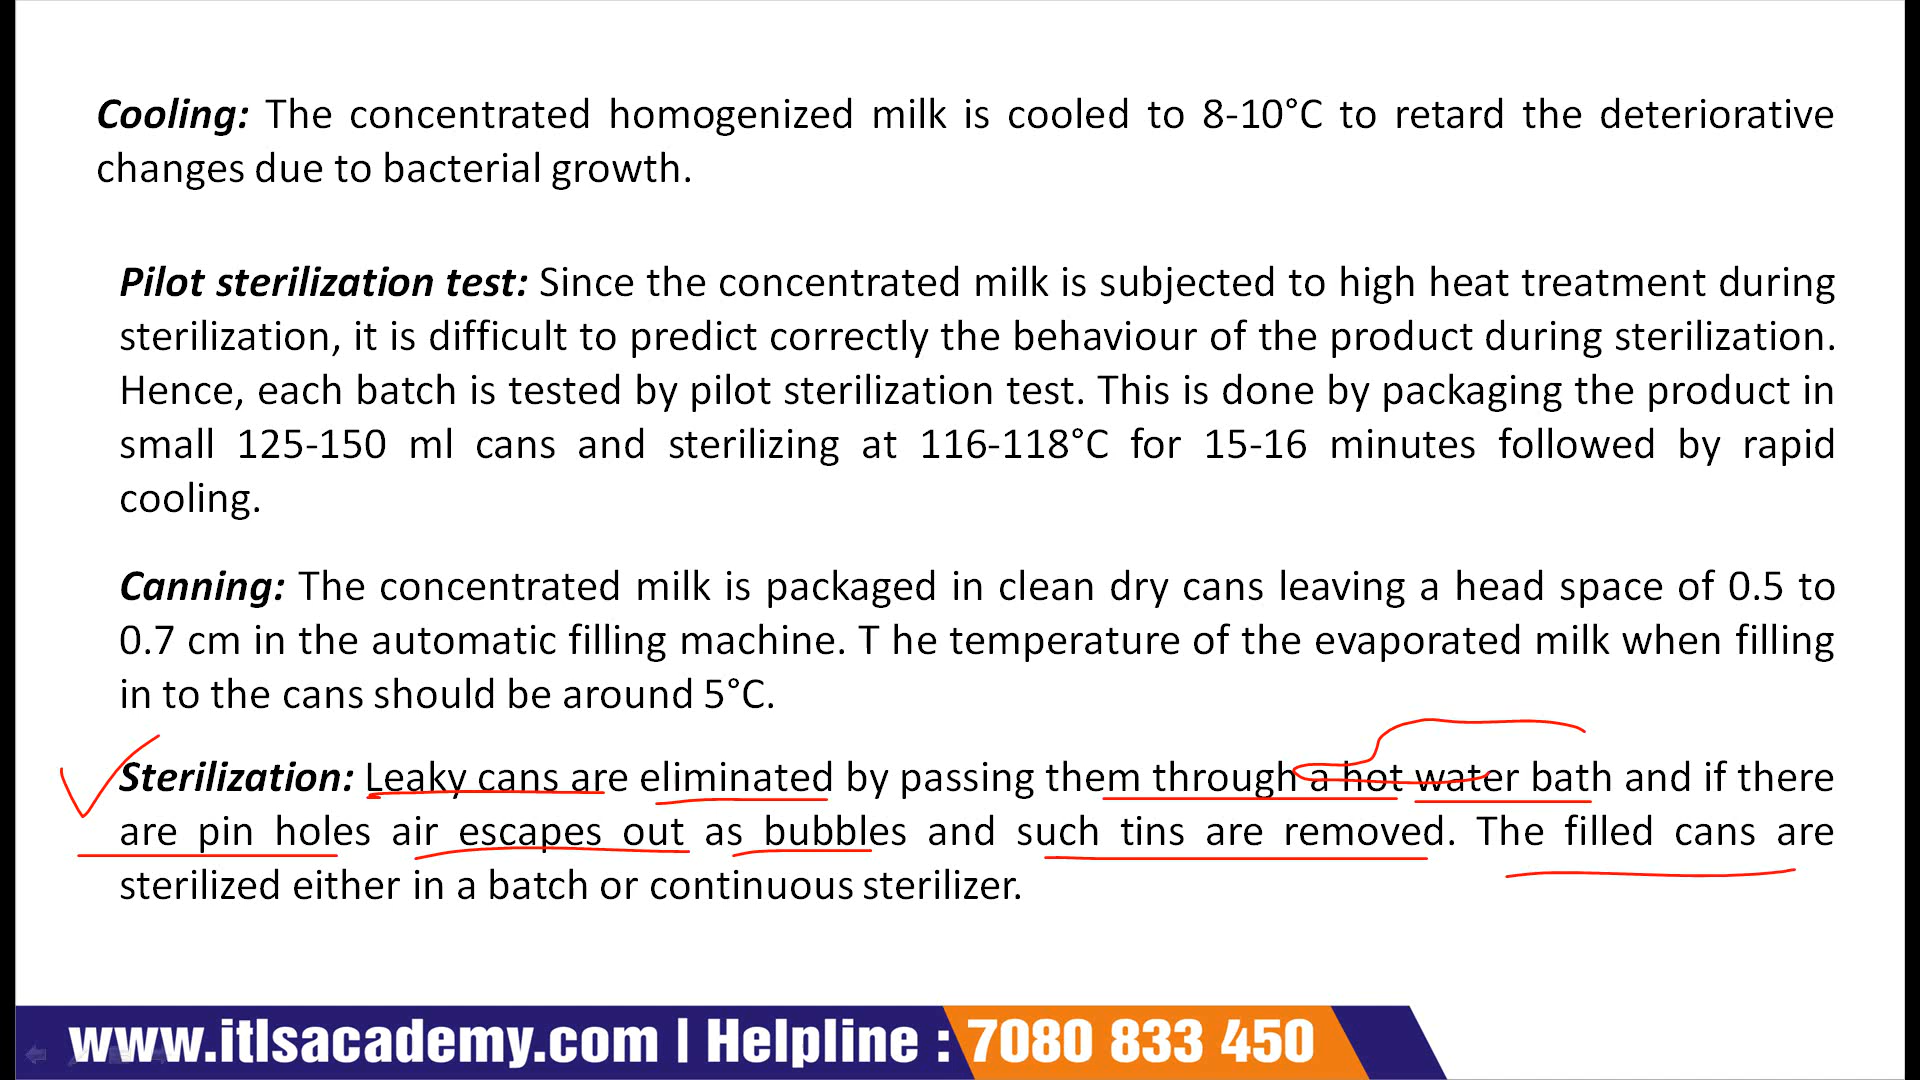 Cooling: The concentrated homogenized milk is cooled to 8-10°C to retard the deteriorative
changes due to bacterial growth.
Pilot sterilization test: Since the concentrated milk is subjected to high heat treatment during
sterilization, it is difficult to predict correctly the behaviour of the product during sterilization.
Hence, each batch is tested by pilot sterilization test. This is done by packaging the product in
small 125-150 ml cans and sterilizing at 116-118°C for 15-16 minutes followed by rapid
cooling.
Canning: The concentrated milk is packaged in clean dry cans leaving a head space of 0.5 to
0.7 cm in the automatic filling machine. T he temperature of the evaporated milk when filling
in to the cans should be around 5°C.
Sterilization: Leaky cans are eliminated by passing them through a hot water bath and if there
are pin holes air escapes out as bubbles and such tins are removed. The filled cans are
sterilized either in a batch or continuous sterilizer.
www.itlsacademy.com | Helpline : 7080 833 450